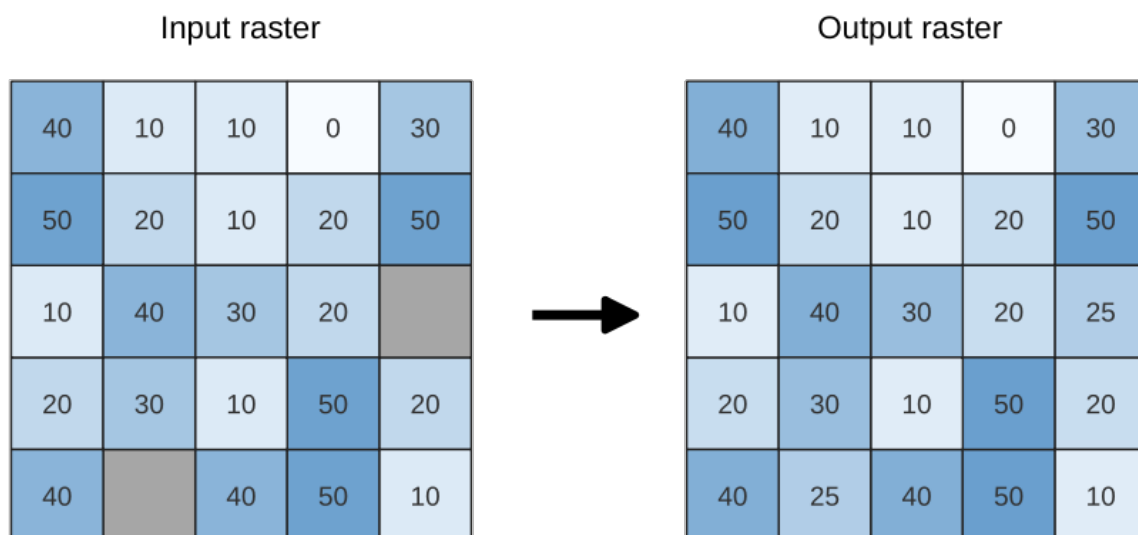 Input raster
Output raster
40 10 10 0 30
50 20 10 20 50
10 40 30 20
20 30 10 50 20
40 40 50 10
40 10 10 0 30
50 20 10 20 50
10 40 30 20 25
20 30 10 50 20
40 25 40 50 10